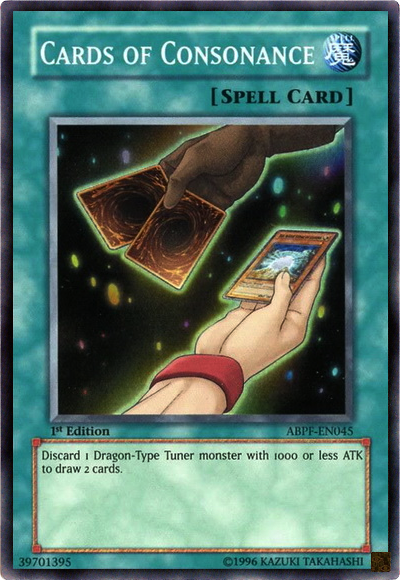 CARDS OF CONSONANCE
魔
[SPELL CARD]
1st Edition
ABPF-EN045
Discard 1 Dragon-Type Tuner monster with 1000 or less ATK
to draw 2 cards.
39701395
©1996 KAZUKI TAKAHASHI